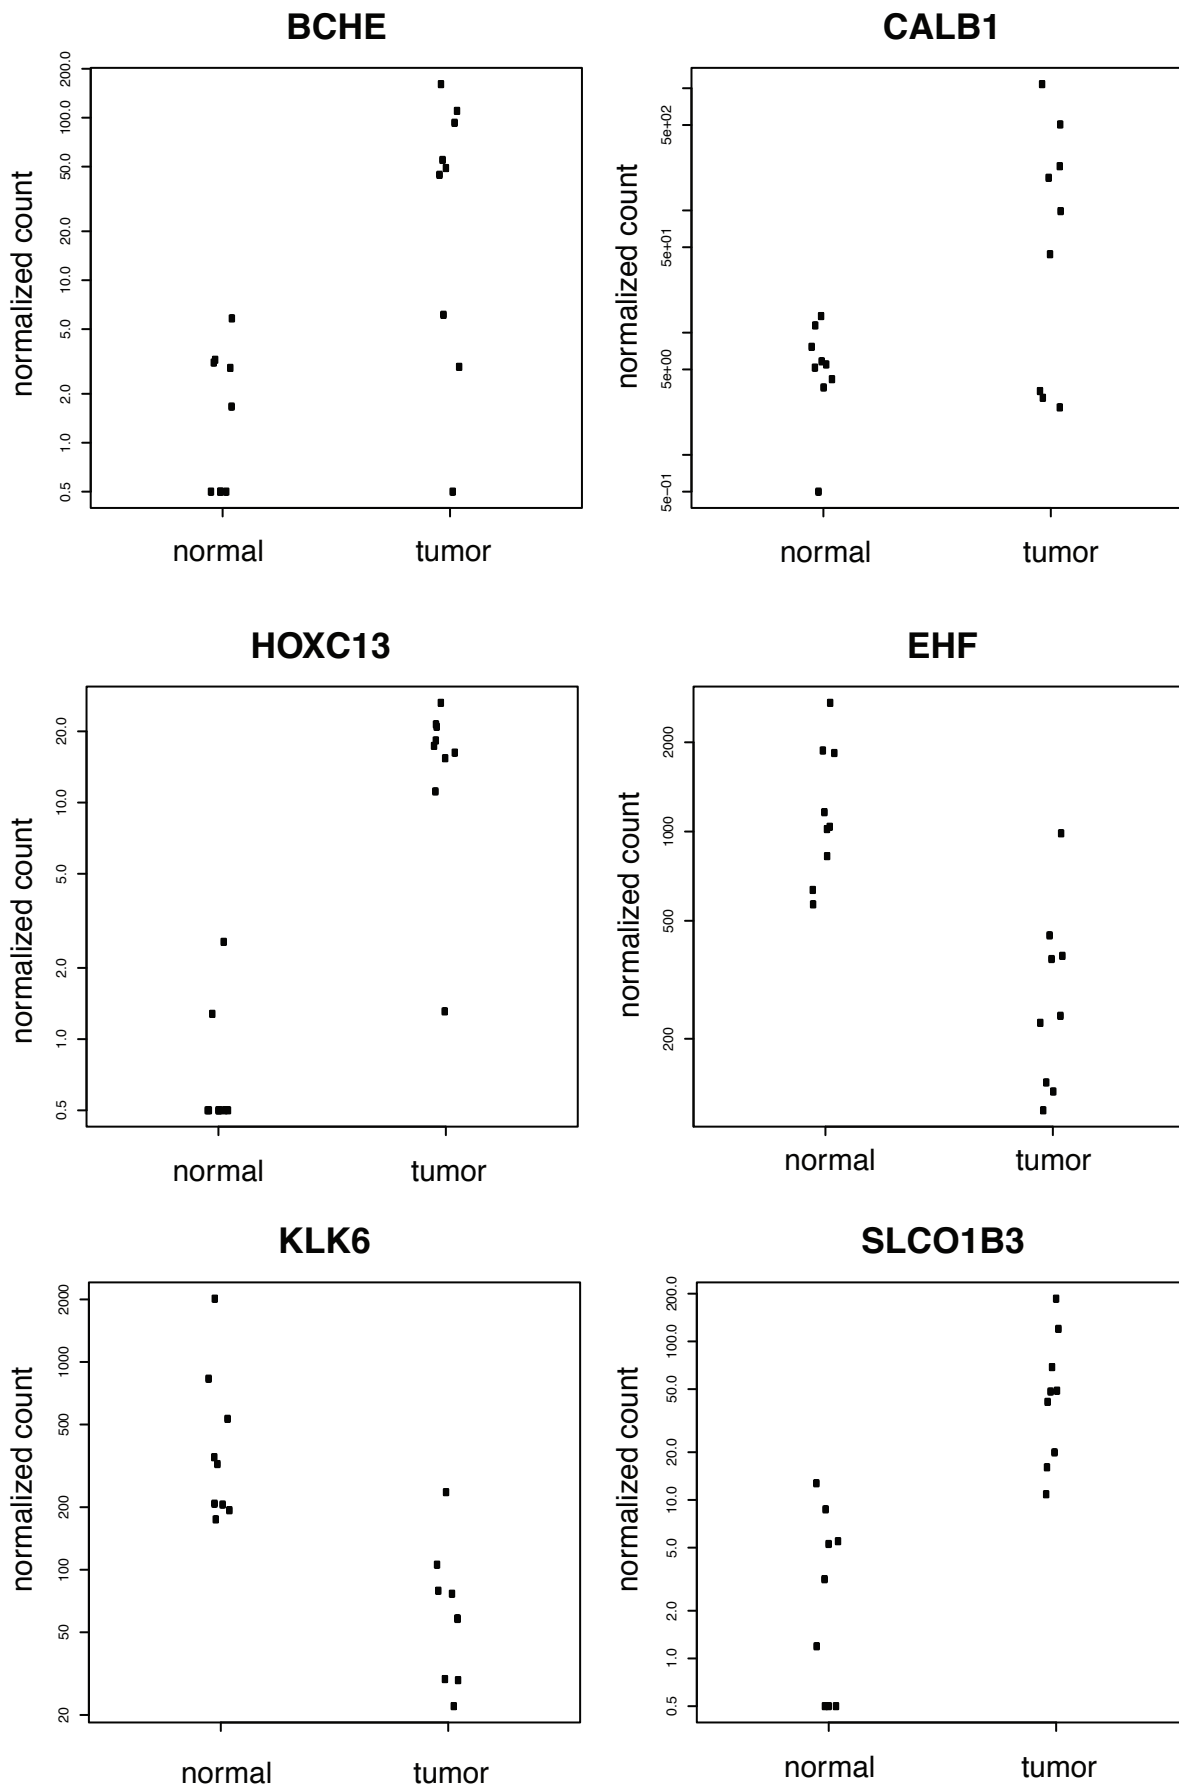 BCHE
normalized count
200.0
100.0
50.0
20.0
10.0
5.0
2.0
1.0
0.5
normal tumor
CALB1
normalized count
5e+02
5e+01
5e+00
5e−01
normal tumor
HOXC13
normalized count
20.0
10.0
5.0
2.0
1.0
0.5
normal tumor
EHF
normalized count
2000
1000
500
200
normal tumor
KLK6
normalized count
2000
1000
500
200
100
50
20
normal tumor
SLCO1B3
normalized count
200.0
100.0
50.0
20.0
10.0
5.0
2.0
1.0
0.5
normal tumor